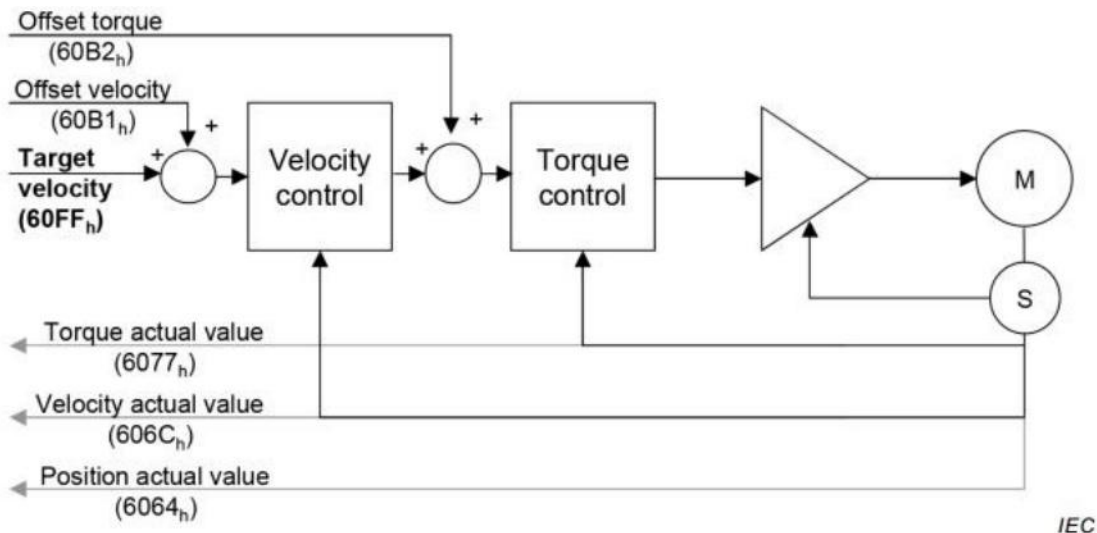 Offset torque
(60B2h)
Offset velocity
(60B1h)
+
+
Target
velocity
(60FFh)
Velocity
control
+
+
Torque
control
M
S
Torque actual value
(6077h)
Velocity actual value
(606Ch)
Position actual value
(6064h)
IEC